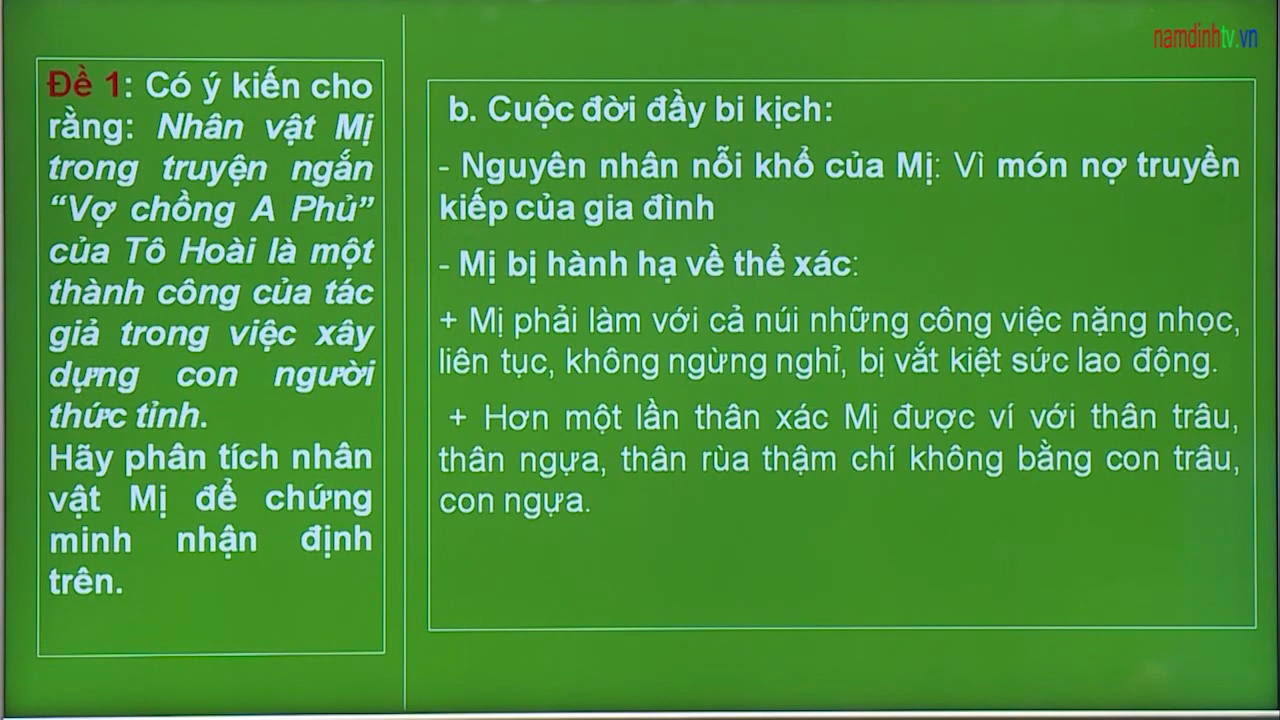 namdinhtv.vn
Đề 1: Có ý kiến cho
rằng: Nhân vật Mị
trong truyện ngắn
“Vợ chồng A Phủ”
của Tô Hoài là một
thành công của tác
giả trong việc xây
dựng con người
thức tỉnh.
Hãy phân tích nhân
vật Mị để chứng
minh nhận định
trên.
b. Cuộc đời đầy bi kịch:
- Nguyên nhân nỗi khổ của Mị: Vì món nợ truyền
kiếp của gia đình
- Mị bị hành hạ về thể xác:
+ Mị phải làm với cả núi những công việc nặng nhọc,
liên tục, không ngừng nghỉ, bị vắt kiệt sức lao động.
+ Hơn một lần thân xác Mị được ví với thân trâu,
thân ngựa, thân rùa thậm chí không bằng con trâu,
con ngựa.